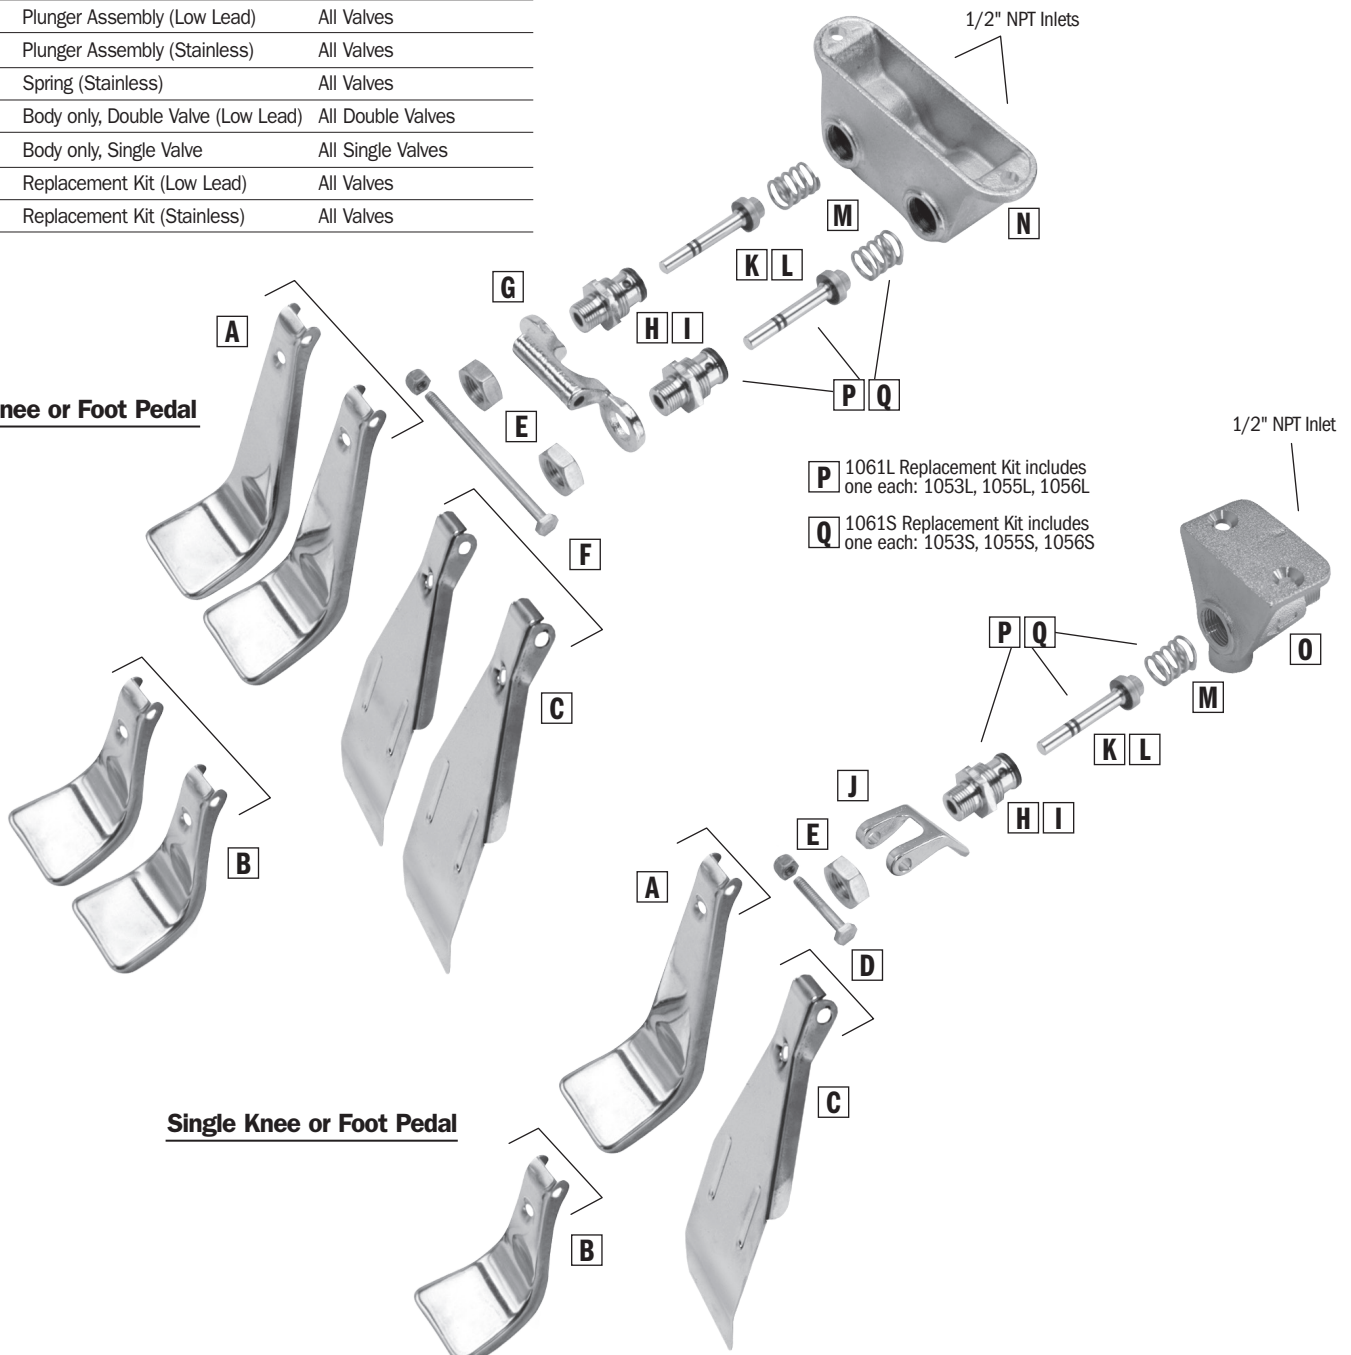 Plunger Assembly (Low Lead) All Valves
Plunger Assembly (Stainless) All Valves
Spring (Stainless) All Valves
Body only, Double Valve (Low Lead) All Double Valves
Body only, Single Valve All Single Valves
Replacement Kit (Low Lead) All Valves
Replacement Kit (Stainless) All Valves
1/2" NPT Inlets
M
N
K L
G
H I
A
P Q
E
nee or Foot Pedal
1/2" NPT Inlet
P 1061L Replacement Kit includes
one each: 1053L, 1055L, 1056L
Q 1061S Replacement Kit includes
one each: 1053S, 1055S, 1056S
F
P Q
O
M
C
K L
J
H I
E
B
A
D
C
Single Knee or Foot Pedal
B